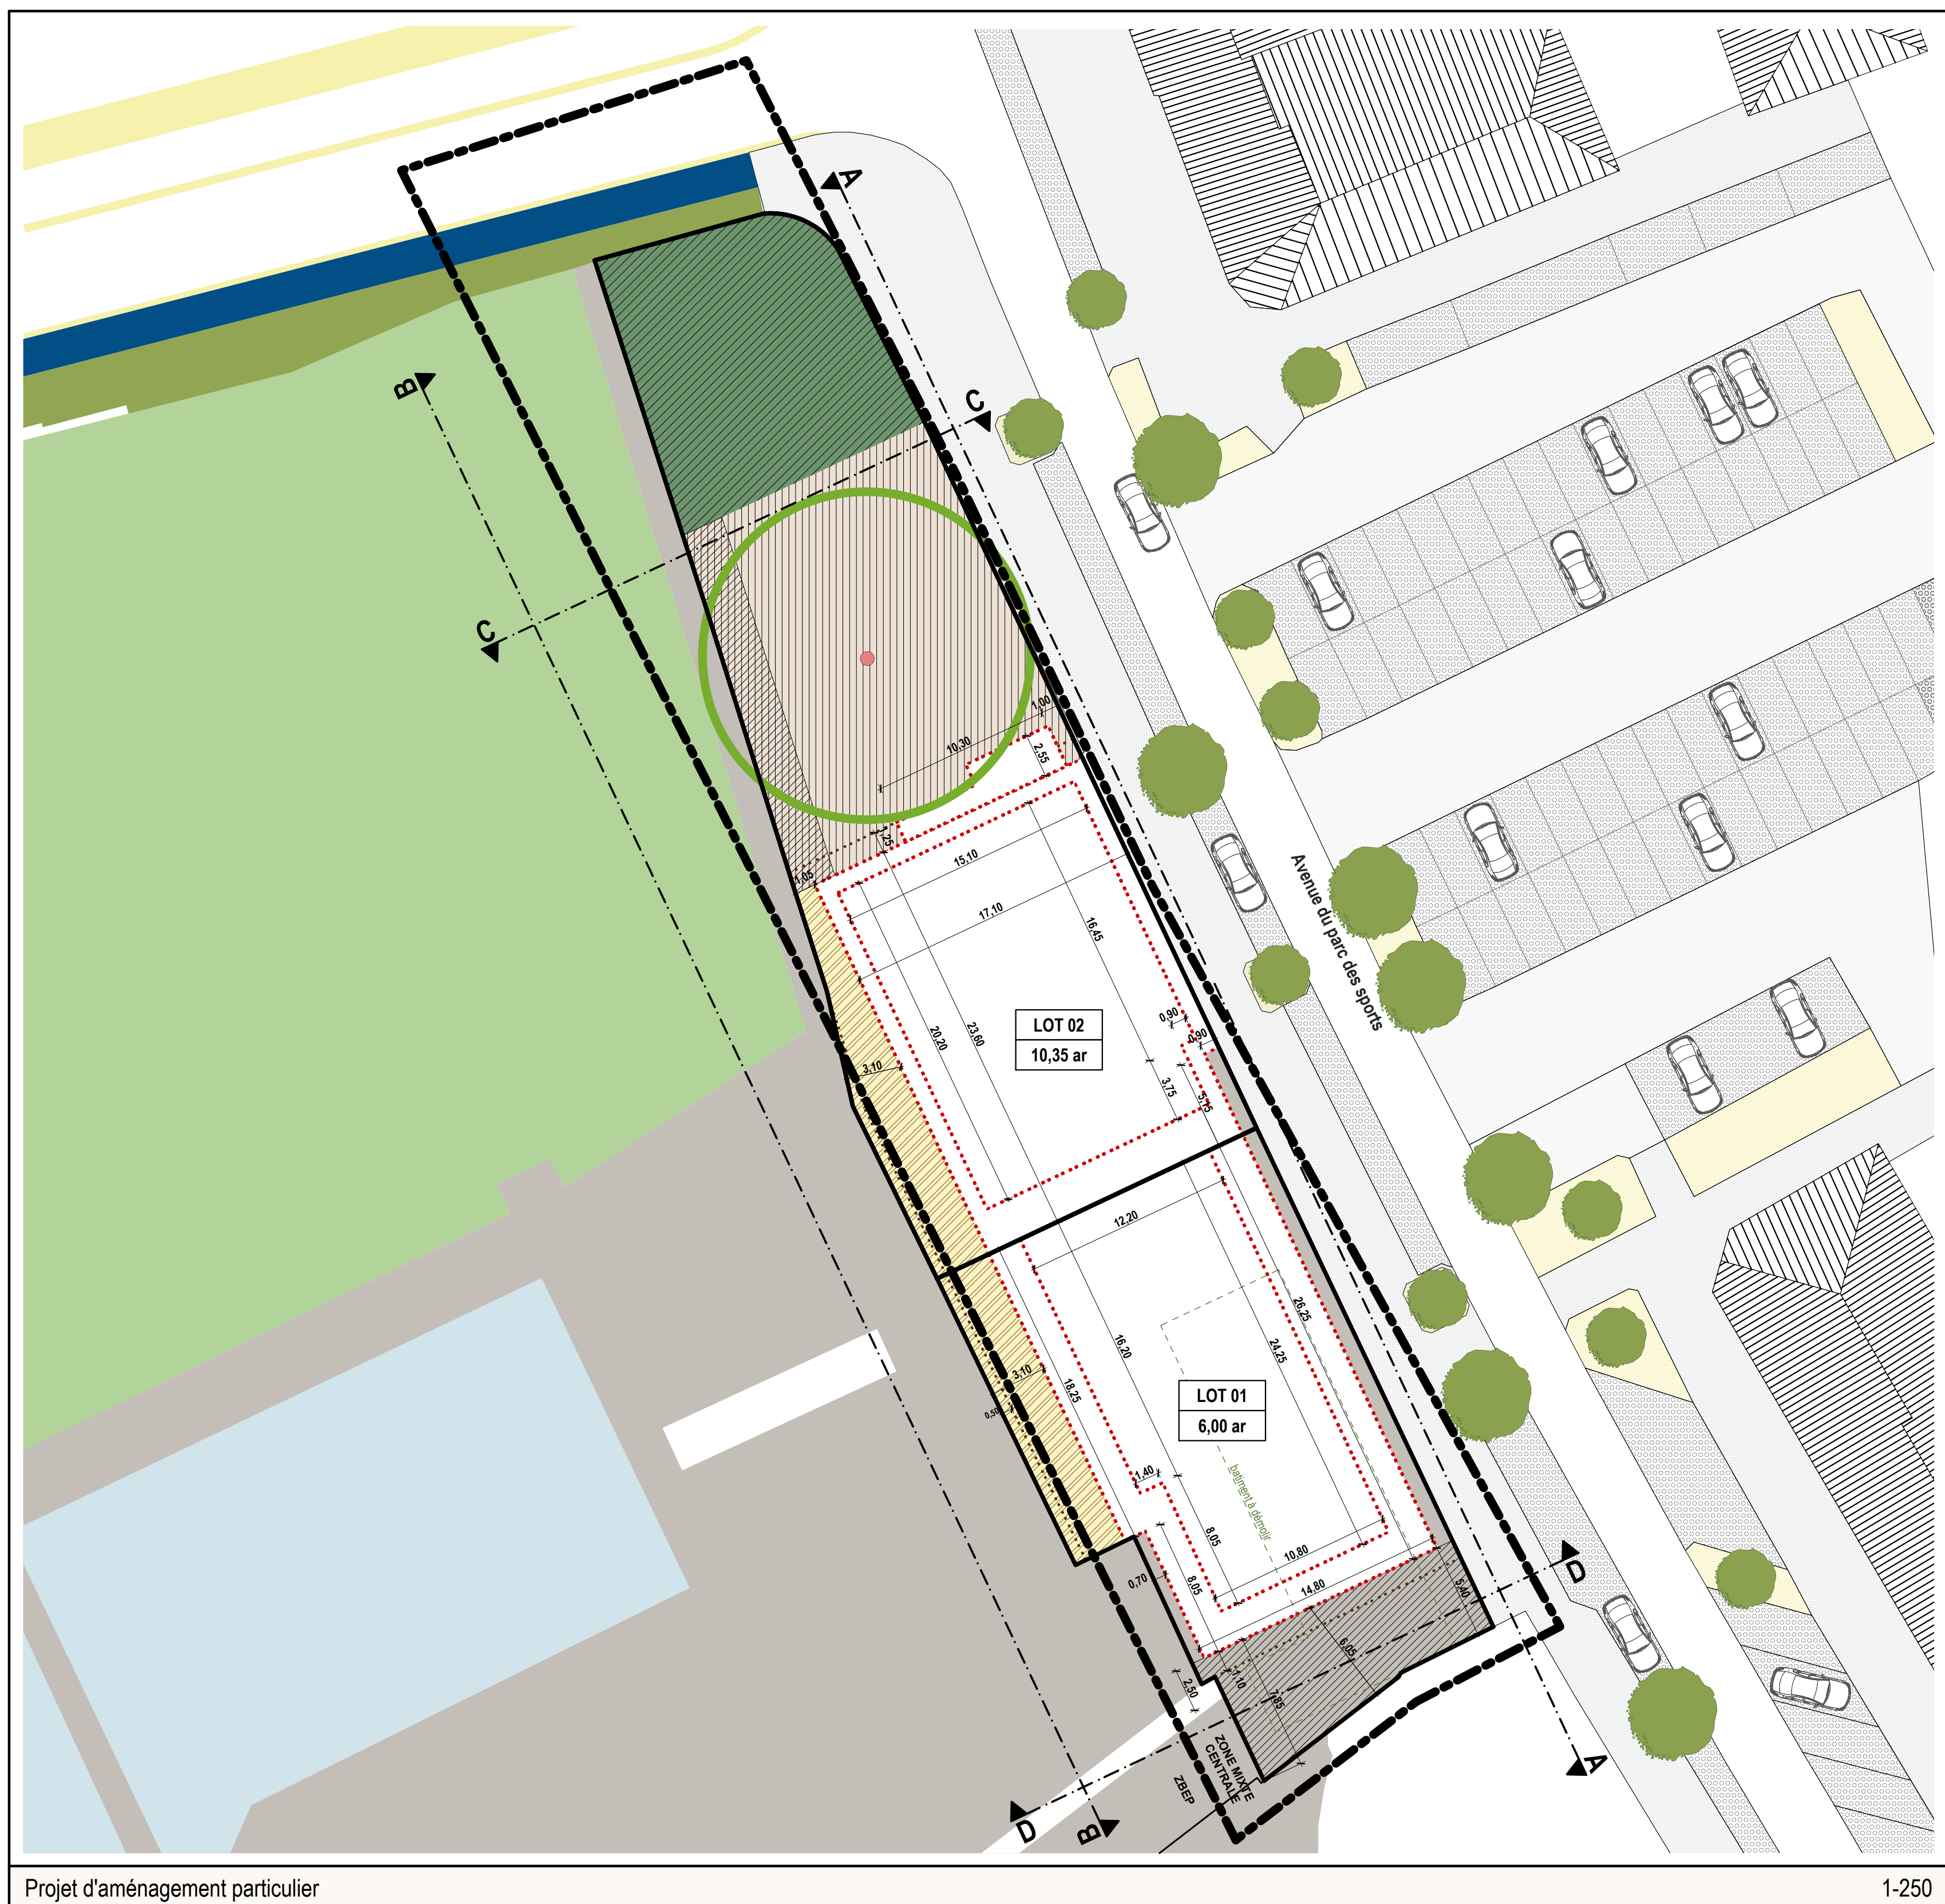 A
B
C
C
1,00
10,30
2,55
1,25
1,05
15,10
17,10
16,45
Avenue du parc des sports
20,20
23,60
LOT 02
10,35 ar
0,90
0,90
3,10
3,75
5,15
12,20
26,25
16,20
24,25
3,10
18,25
0,50
LOT 01
6,00 ar
1,40
batiment à démolir
8,05
10,80
8,05
0,70
14,80
5,40
D
6,05
7,10
7,85
2,50
ZONE MIXTE
CENTRALE
ZBEP
A
D
B
Projet d'aménagement particulier
1-250